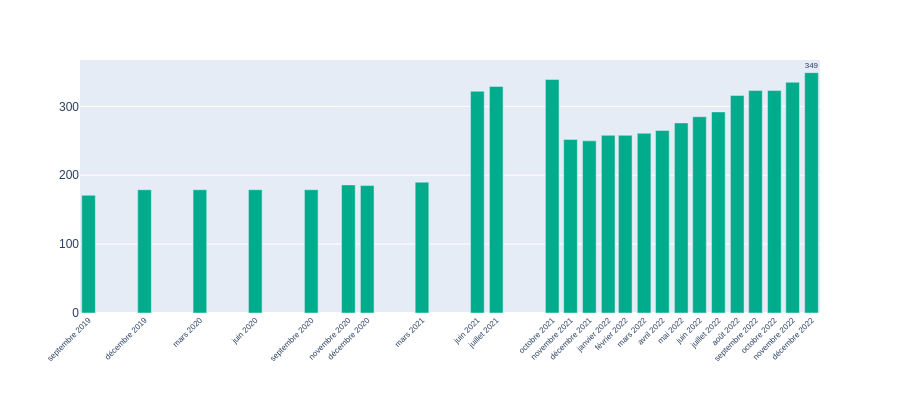 349
300
200
100
0
septembre 2019
décembre 2019
mars 2020
juin 2020
septembre 2020
novembre 2020
décembre 2020
mars 2021
juin 2021
juillet 2021
octobre 2021
novembre 2021
décembre 2021
janvier 2022
février 2022
mars 2022
avril 2022
mai 2022
juin 2022
juillet 2022
août 2022
septembre 2022
octobre 2022
novembre 2022
décembre 2022